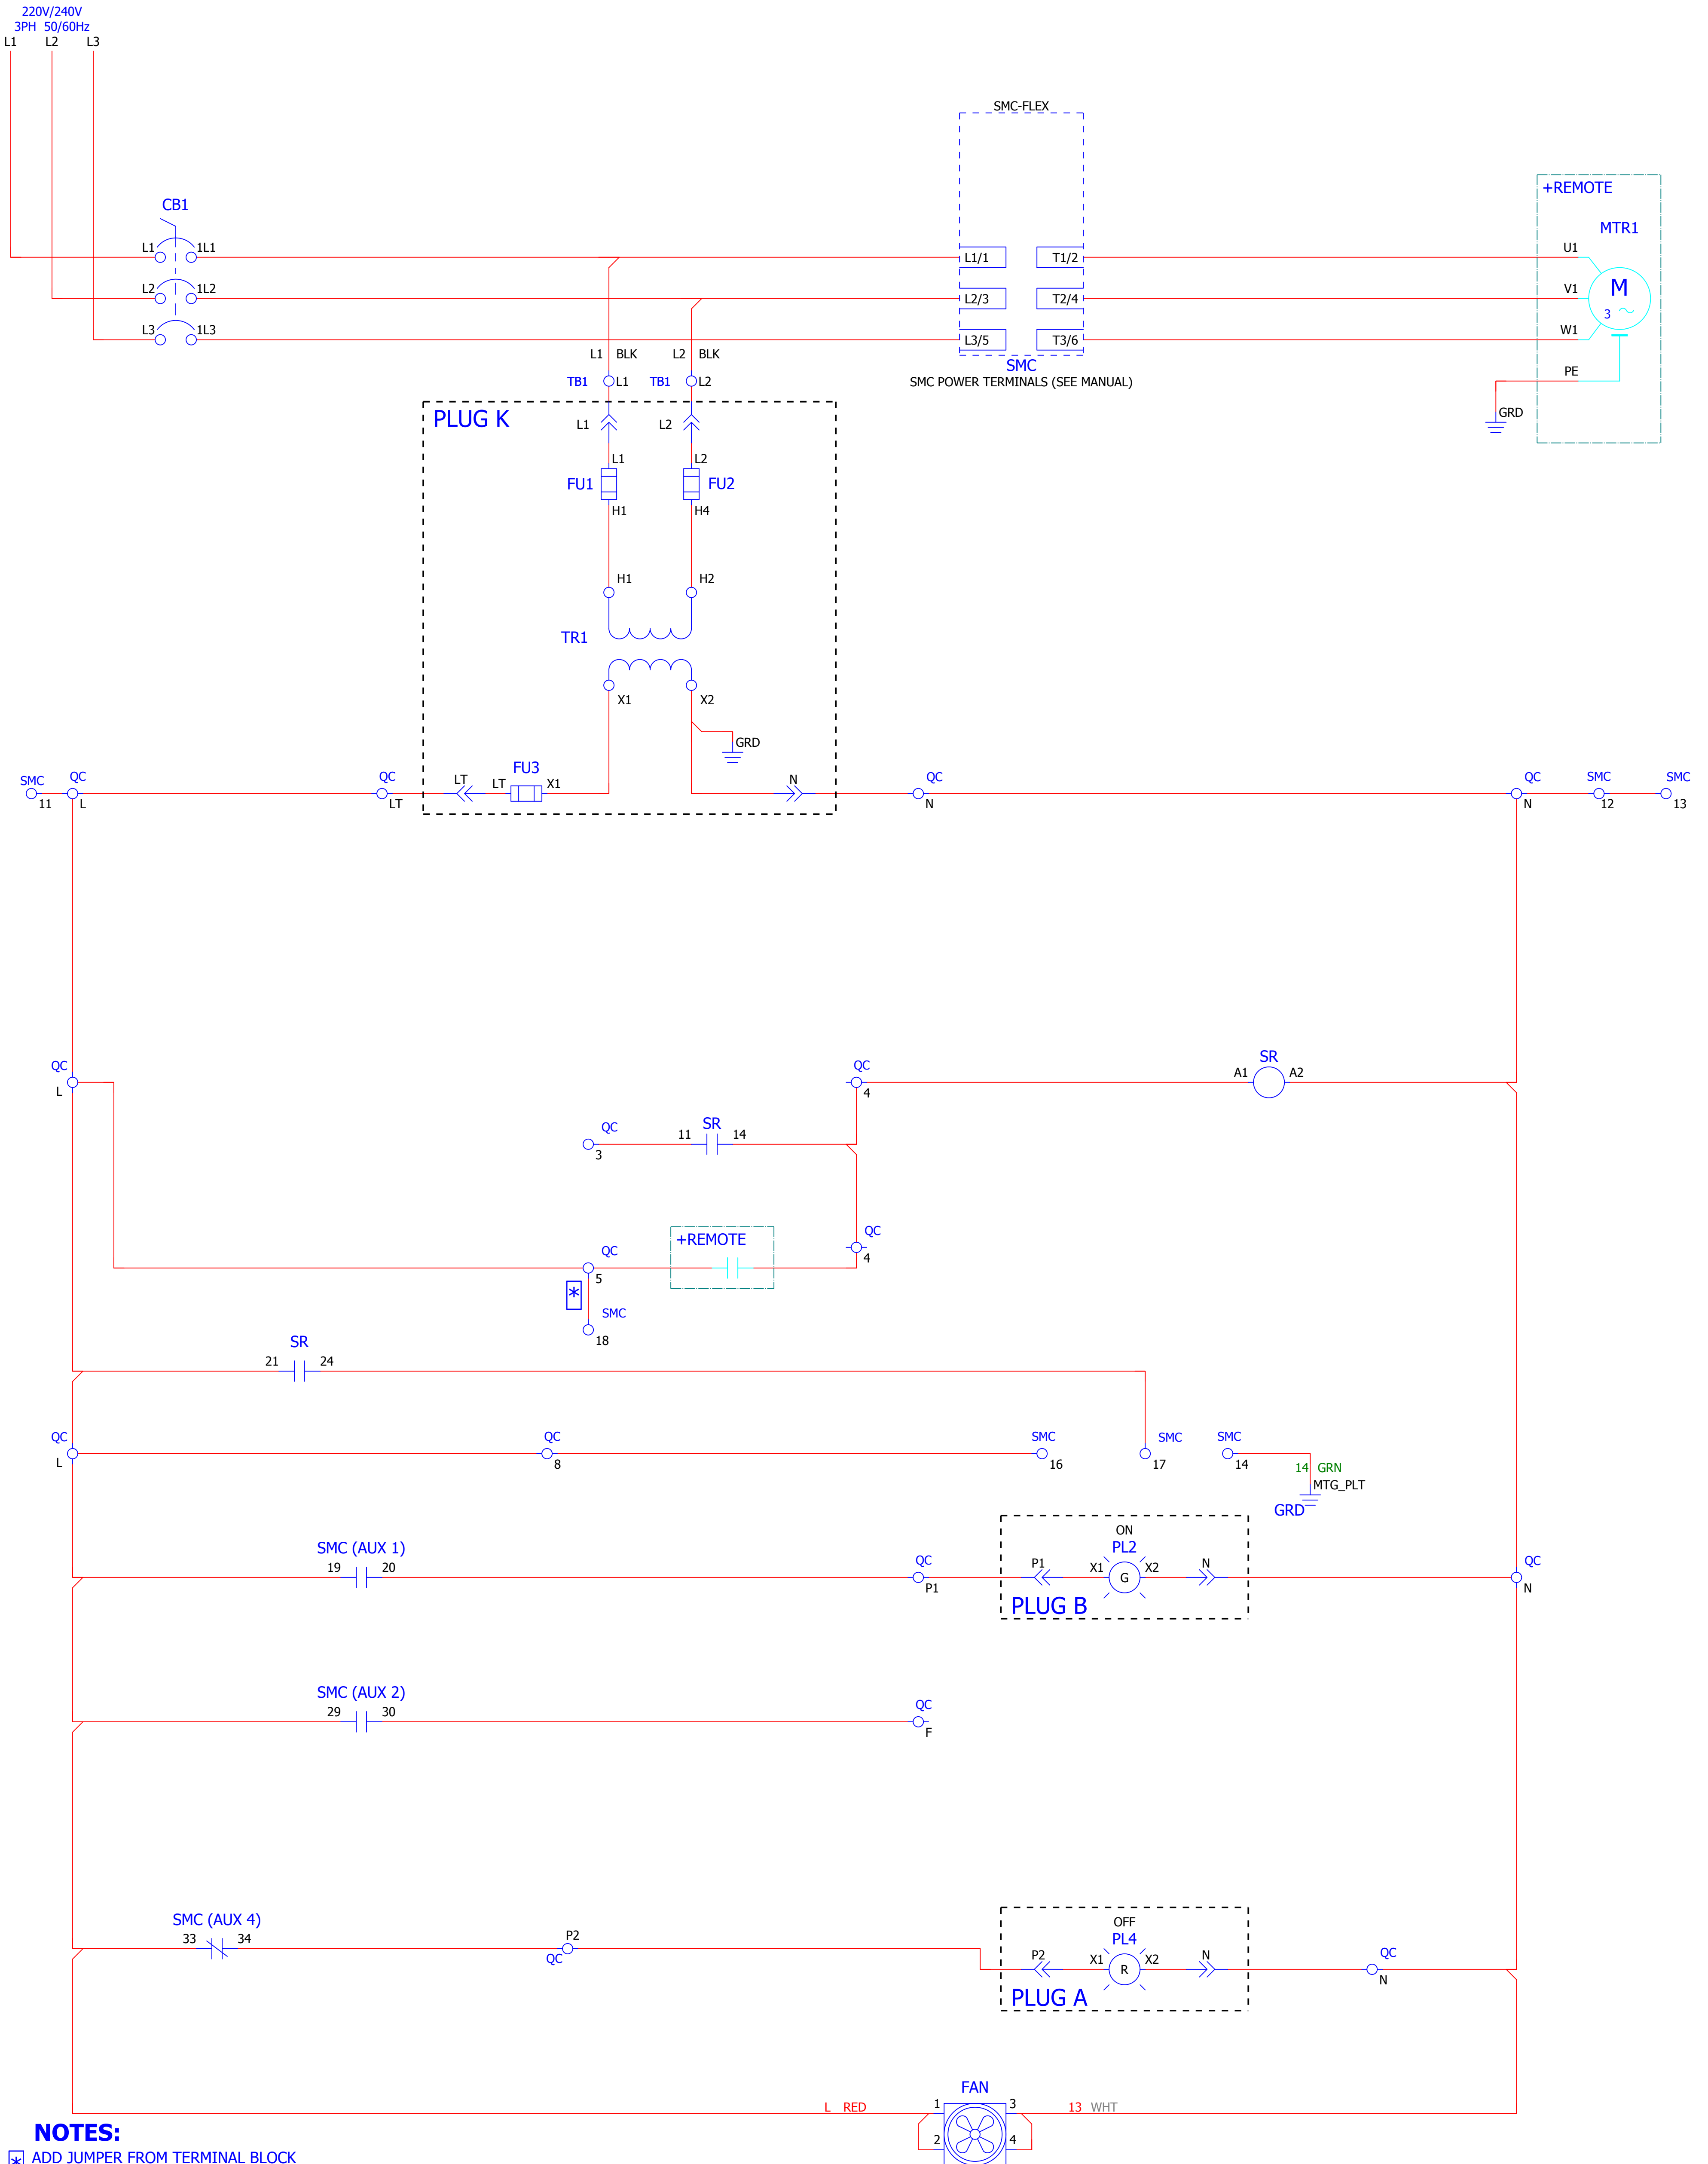 220V/240V
3PH 50/60Hz
L1 L2 L3
SMC-FLEX
+REMOTE
CB1
MTR1
L1 1L1 L1/1 T1/2 U1
L2 1L2 L2/3 T2/4 V1
M
3
L3 1L3 L3/5 T3/6 W1
L1 BLK L2 BLK
SMC
PE
TB1 L1 TB1 L2
SMC POWER TERMINALS (SEE MANUAL)
PLUG K
L1 L2
GRD
L1 L2
FU1 FU2
H1 H4
H1 H2
TR1
X1 X2
GRD
FU3
SMC QC QC LT LT X1 N QC QC SMC SMC
11 L LT N N 12 13
QC QC SR
L 4 A1 A2
QC SR
3 11 14
QC
4
QC +REMOTE
5
*
SMC
18
SR
21 24
QC QC SMC SMC SMC
L 8 16 17 14
14 GRN
MTG_PLT
GRD
ON
SMC (AUX 1) PL2
19 20 QC P1 X1 G X2 N QC
P1 N
PLUG B
SMC (AUX 2)
29 30 QC
F
SMC (AUX 4) OFF
33 34 P2 PL4
QC P2 X1 R X2 N QC
N
PLUG A
FAN
L RED 1 3 13 WHT
2 4
NOTES:
* ADD JUMPER FROM TERMINAL BLOCK